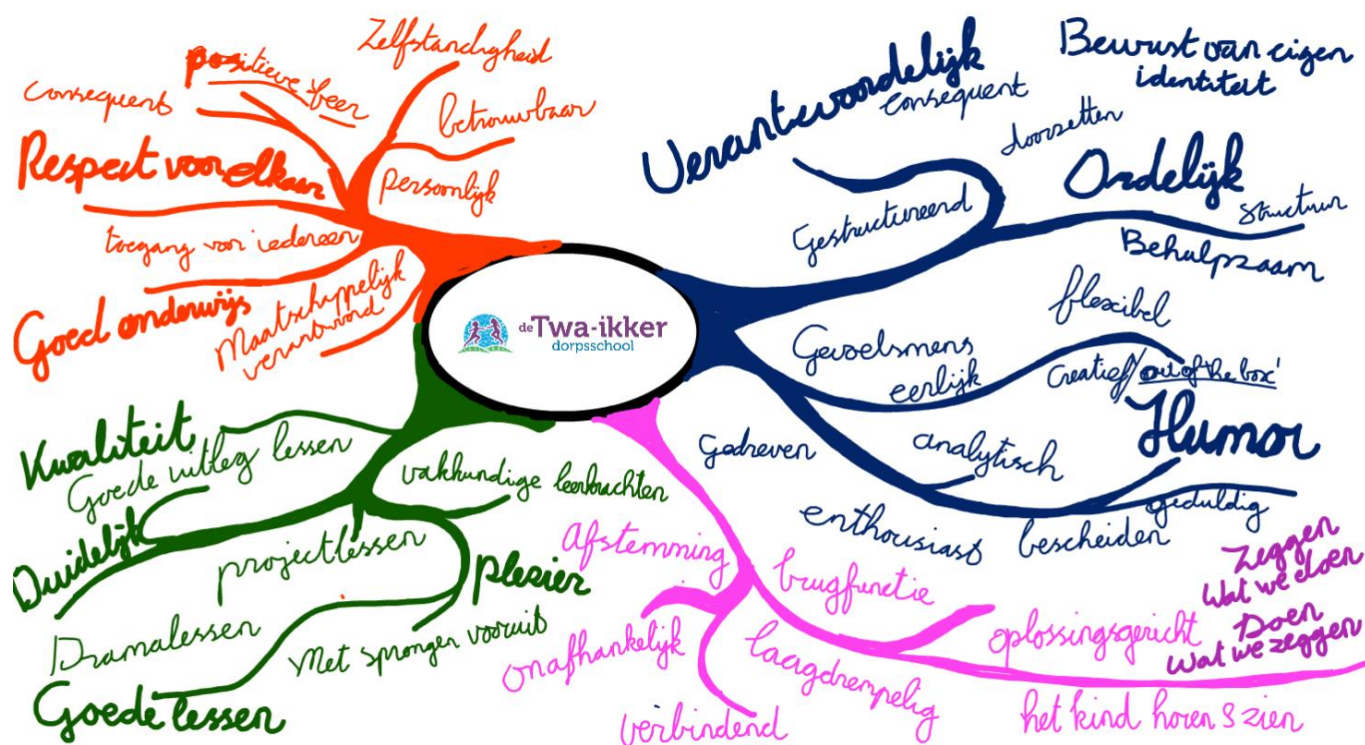 Zelfstandigheid
positieve beer
consequent
betrouwbaar
Respect voor elkaar
persoonlijk
toegang voor iedereen
Goed onderwijs
Maatschappelijk
verantwoord
Verantwoordelijk
consequent
Bewust van eigen
identiteit
doorzetten
Ordelijk
structuur
Gestructureerd
Behulpzaam
flexibel
Gevoelsmens
eerlijk
Creatief/out of the box'
Humor
analytisch
Gedreven
geduldig
enthousiast
bescheiden
de Twa-ikker
dorpsschool
Kwaliteit
Goede uitleg lessen
vakkundige leerkrachten
Duidelijk
projectlessen
plezier
Dramalessen
Met sprongen vooruit
Goede lessen
Afstemming
brugfunctie
onafhankelijk
laagdrempelig
oplossingsgericht
verbindend
het kind horen & zien
Zeggen
Wat we doen
Doen
Wat we zeggen